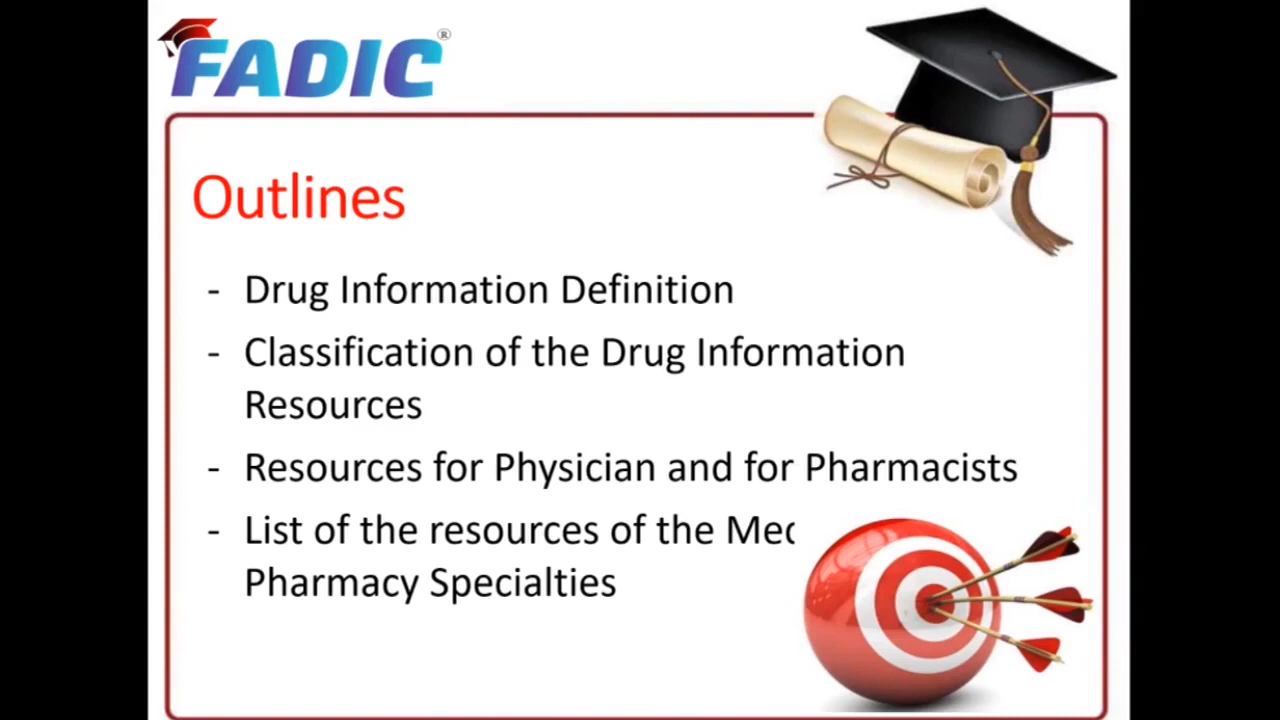 FADIC®
Outlines
- Drug Information Definition
- Classification of the Drug Information
Resources
- Resources for Physician and for Pharmacists
- List of the resources of the
Pharmacy Specialties